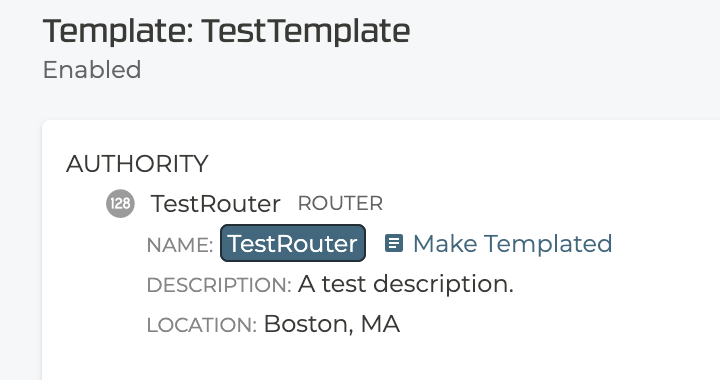 Template: TestTemplate
Enabled
AUTHORITY
128 TestRouter ROUTER
NAME: TestRouter Make Templated
DESCRIPTION: A test description.
LOCATION: Boston, MA